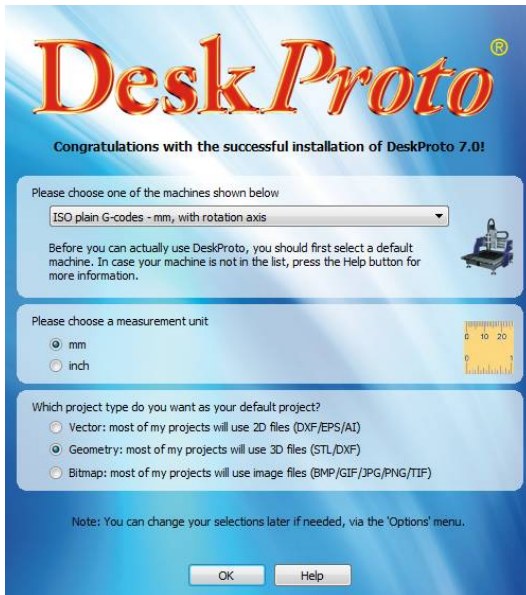 DeskProto®
Congratulations with the successful installation of DeskProto 7.0!
Please choose one of the machines shown below
ISO plain G-codes - mm, with rotation axis
Before you can actually use DeskProto, you should first select a default
machine. In case your machine is not in the list, press the Help button for
more information.
Please choose a measurement unit
mm
inch
0 10 20
0 1
Which project type do you want as your default project?
Vector: most of my projects will use 2D files (DXF/EPS/AI)
Geometry: most of my projects will use 3D files (STL/DXF)
Bitmap: most of my projects will use image files (BMP/GIF/JPG/PNG/TIF)
Note: You can change your selections later if needed, via the 'Options' menu.
OK Help